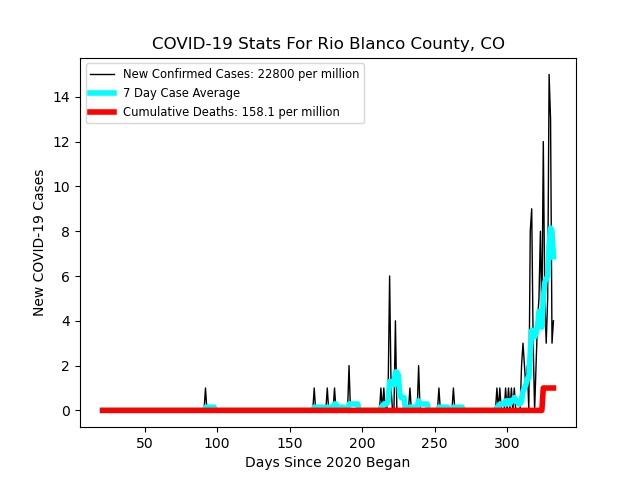 COVID-19 Stats For Rio Blanco County, CO
New Confirmed Cases: 22800 per million
7 Day Case Average
Cumulative Deaths: 158.1 per million
New COVID-19 Cases
14
12
10
8
6
4
2
0
50 100 150 200 250 300
Days Since 2020 Began